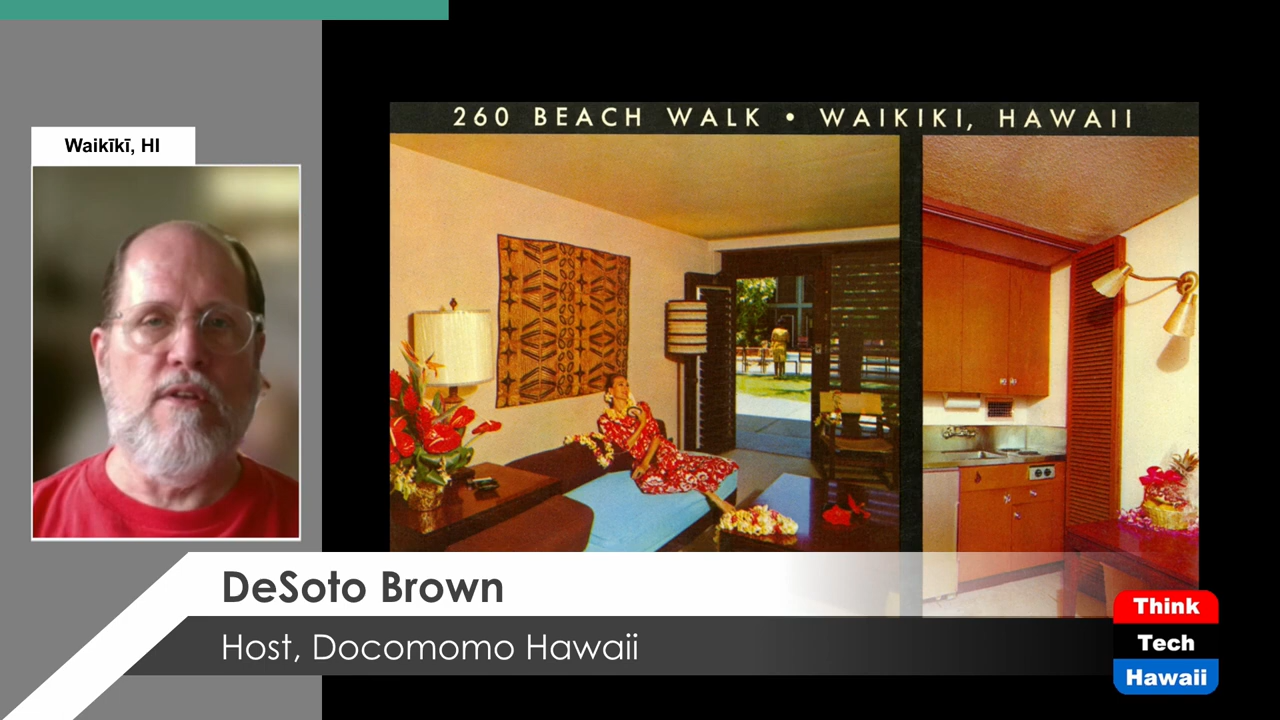 260 BEACH WALK • WAIKIKI, HAWAII
Waikīkī, HI
DeSoto Brown
Host, Docomomo Hawaii
Think
Tech
Hawaii